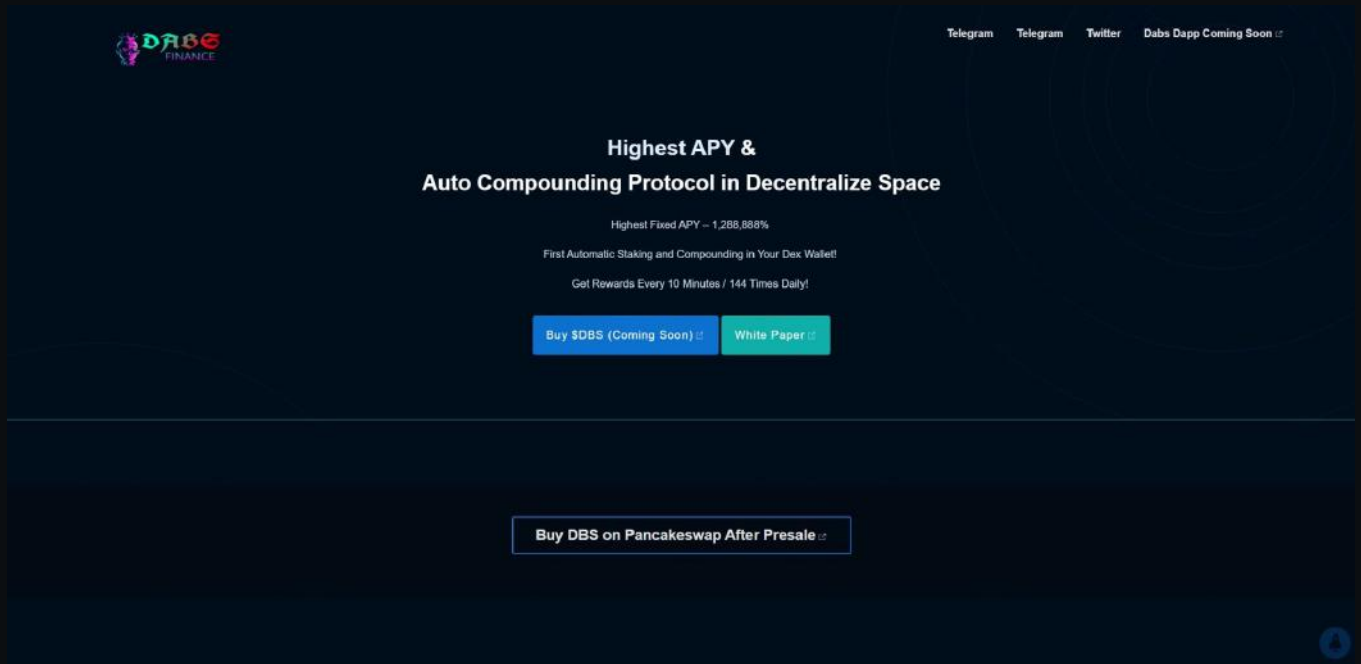 DABS
FINANCE
Telegram Telegram Twitter Dabs Dapp Coming Soon
Highest APY &
Auto Compounding Protocol in Decentralize Space
Highest Fixed APY – 1,288,888%
First Automatic Staking and Compounding in Your Dex Wallet!
Get Rewards Every 10 Minutes / 144 Times Daily!
Buy $DBS (Coming Soon) White Paper
Buy DBS on Pancakeswap After Presale